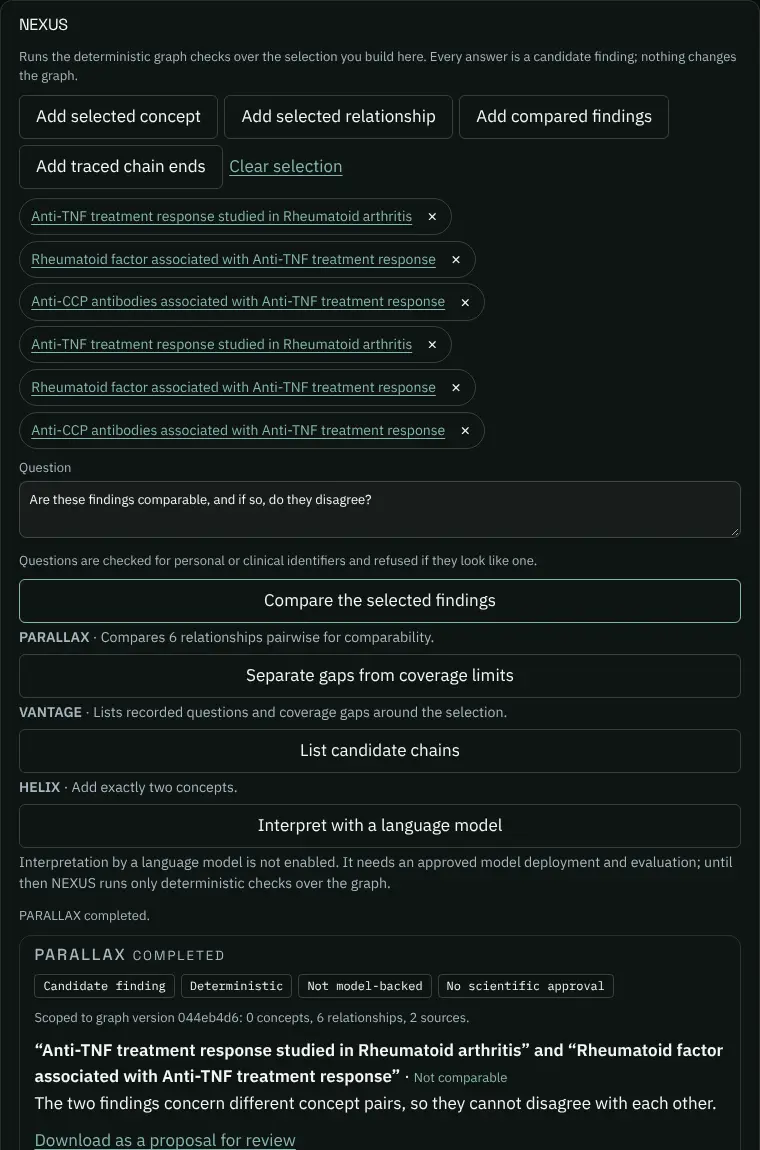 NEXUS
Runs the deterministic graph checks over the selection you build here. Every answer is a candidate finding; nothing changes
the graph.
Add selected concept
Add selected relationship
Add compared findings
Add traced chain ends
Clear selection
Anti-TNF treatment response studied in Rheumatoid arthritis ×
Rheumatoid factor associated with Anti-TNF treatment response ×
Anti-CCP antibodies associated with Anti-TNF treatment response ×
Anti-TNF treatment response studied in Rheumatoid arthritis ×
Rheumatoid factor associated with Anti-TNF treatment response ×
Anti-CCP antibodies associated with Anti-TNF treatment response ×
Question
Are these findings comparable, and if so, do they disagree?
Questions are checked for personal or clinical identifiers and refused if they look like one.
Compare the selected findings
PARALLAX · Compares 6 relationships pairwise for comparability.
Separate gaps from coverage limits
VANTAGE · Lists recorded questions and coverage gaps around the selection.
List candidate chains
HELIX · Add exactly two concepts.
Interpret with a language model
Interpretation by a language model is not enabled. It needs an approved model deployment and evaluation; until
then NEXUS runs only deterministic checks over the graph.
PARALLAX completed.
PARALLAX COMPLETED
Candidate finding
Deterministic
Not model-backed
No scientific approval
Scoped to graph version 044eb4d6: 0 concepts, 6 relationships, 2 sources.
“Anti-TNF treatment response studied in Rheumatoid arthritis” and “Rheumatoid factor
associated with Anti-TNF treatment response” · Not comparable
The two findings concern different concept pairs, so they cannot disagree with each other.
Download as a proposal for review